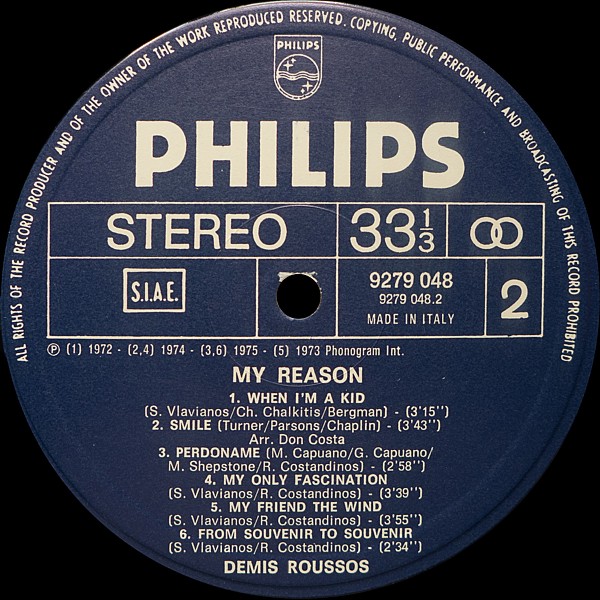 ALL RIGHTS OF THE RECORD PRODUCER AND OF THE OWNER OF THE WORK REPRODUCED RESERVED. COPYING, PUBLIC PERFORMANCE AND BROADCASTING OF THIS RECORD PROHIBITED
PHILIPS
PHILIPS
STEREO 33 1/3
S.I.A.E. 9279 048 2
9279 048.2
MADE IN ITALY
Ⓟ (1) 1972 - (2,4) 1974 - (3,6) 1975 - (5) 1973 Phonogram Int.
MY REASON
1. WHEN I'M A KID
(S. Vlavianos/Ch. Chalkitis/Bergman) - (3'15'')
2. SMILE (Turner/Parsons/Chaplin) - (3'43'')
Arr. Don Costa
3. PERDONAME (M. Capuano/G. Capuano/
M. Shepstone/R. Costandinos) - (2'58'')
4. MY ONLY FASCINATION
(S. Vlavianos/R. Costandinos) - (3'39'')
5. MY FRIEND THE WIND
(S. Vlavianos/R. Costandinos) - (3'55'')
6. FROM SOUVENIR TO SOUVENIR
(S. Vlavianos/R. Costandinos) - (2'34'')
DEMIS ROUSSOS